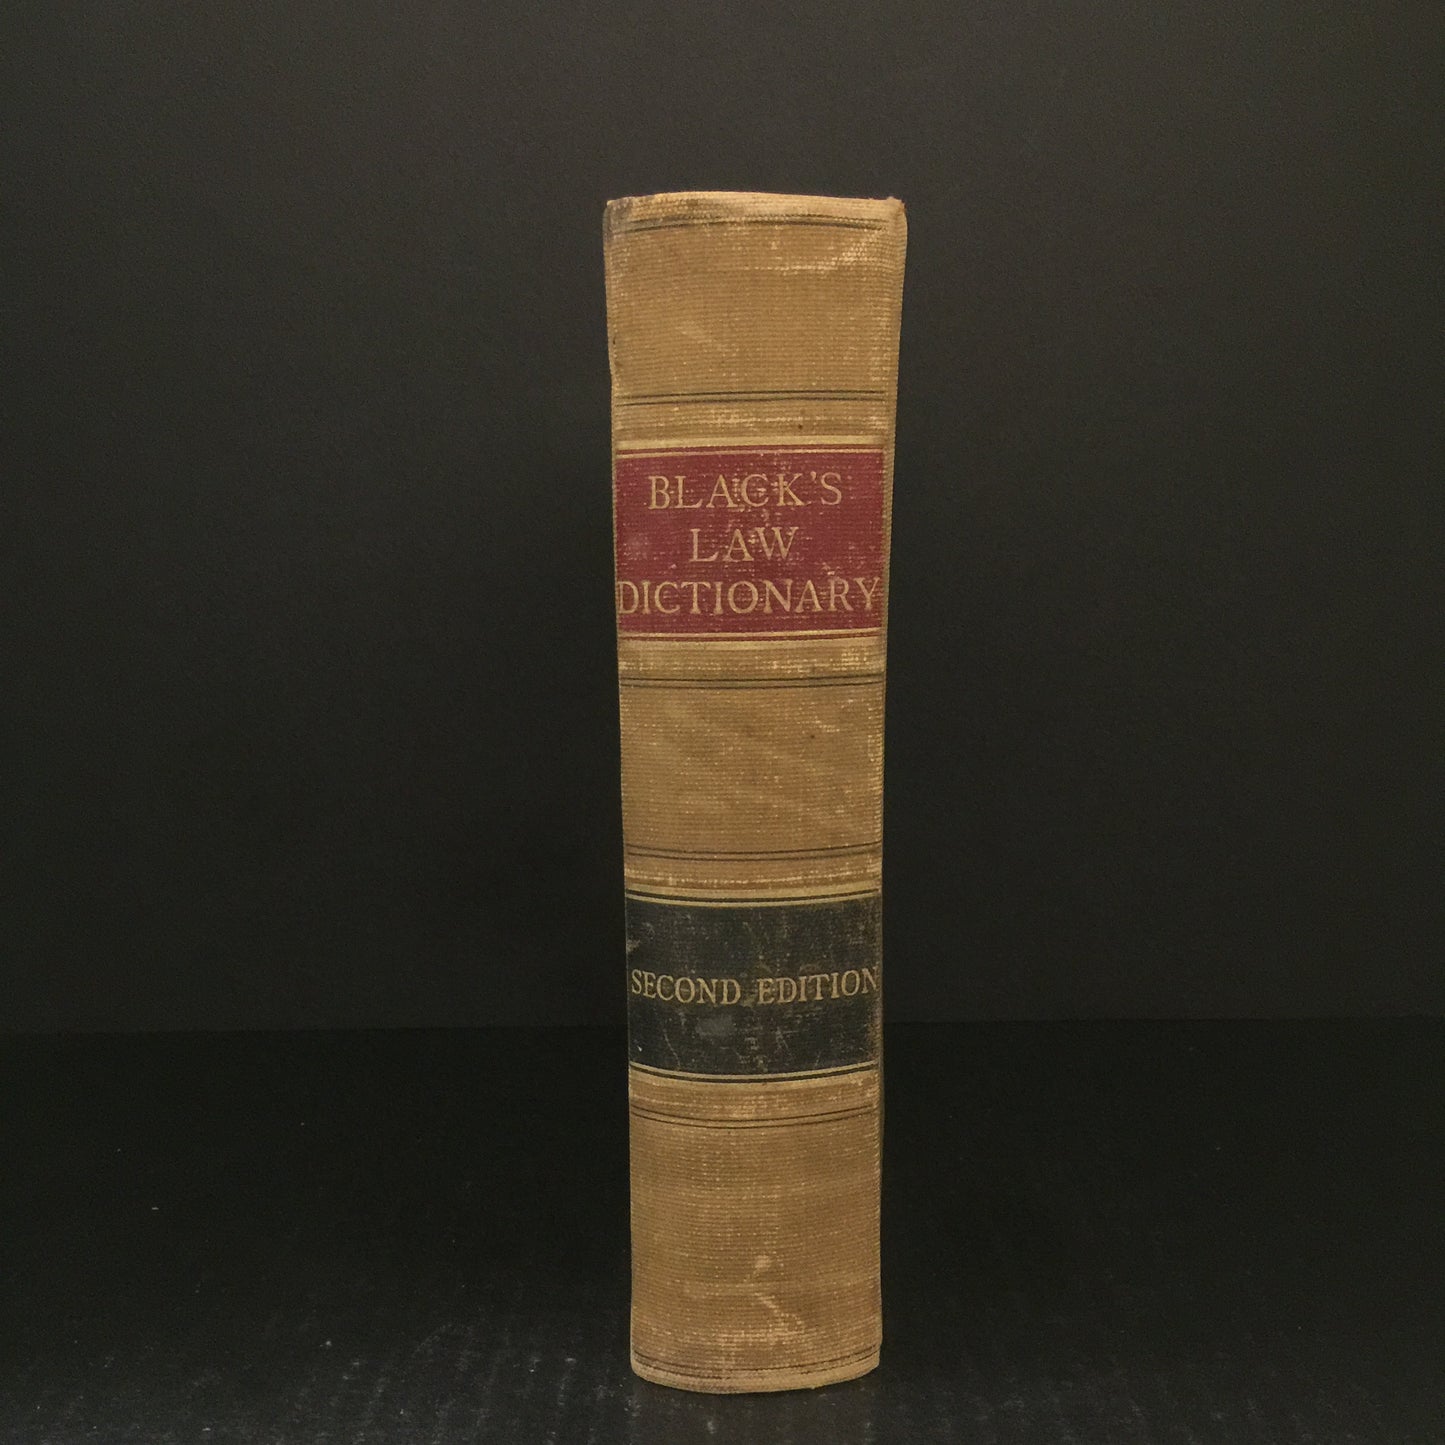 BLACK'S
LAW
DICTIONARY
SECOND EDITION